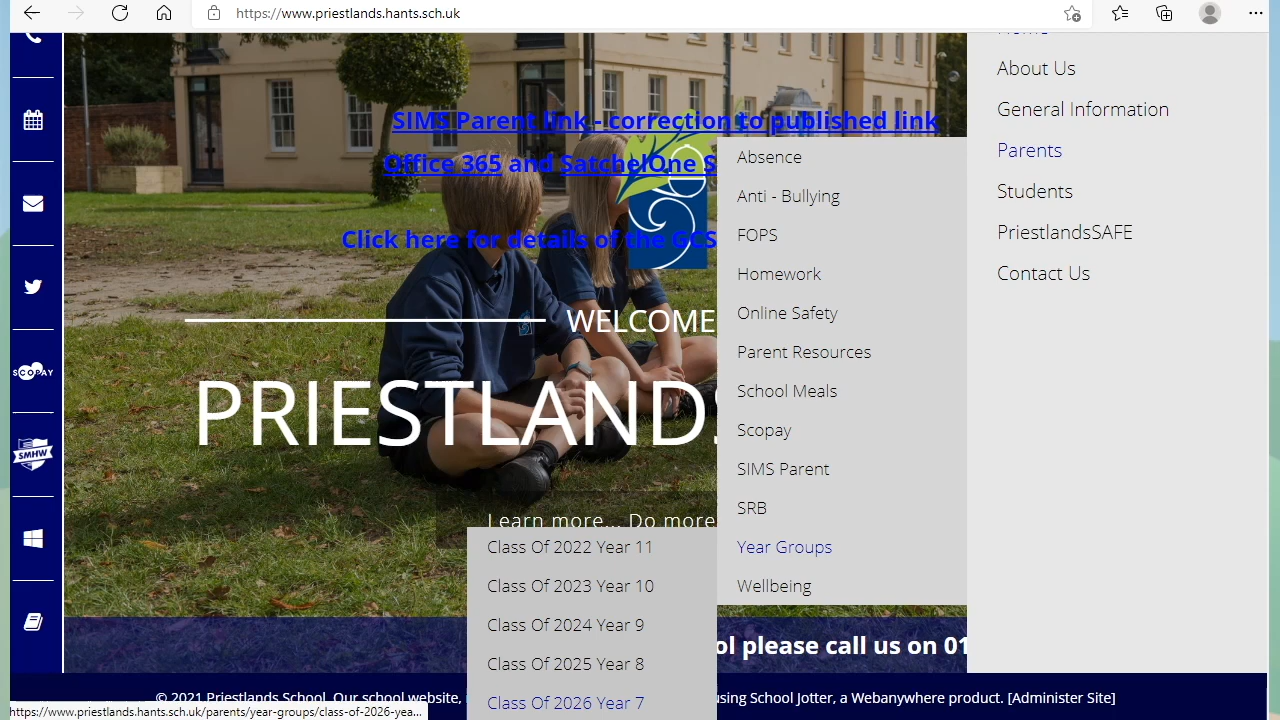 https://www.priestlands.hants.sch.uk
About Us
General Information
Parents
Students
PriestlandsSAFE
Contact Us
SIMS Parent link - correction to published link
Office 365 and SatchelOne S
Click here for details of the GCS
WELCOME
PRIESTLANDS
Learn more... Do more
Absence
Anti - Bullying
FOPS
Homework
Online Safety
Parent Resources
School Meals
Scopay
SIMS Parent
SRB
Year Groups
Wellbeing
Class Of 2022 Year 11
Class Of 2023 Year 10
Class Of 2024 Year 9
Class Of 2025 Year 8
Class Of 2026 Year 7
SCOPAY
SMHW
ol please call us on 01
© 2021 Priestlands School. Our school website, using School Jotter, a Webanywhere product. [Administer Site]
https://www.priestlands.hants.sch.uk/parents/year-groups/class-of-2026-yea...